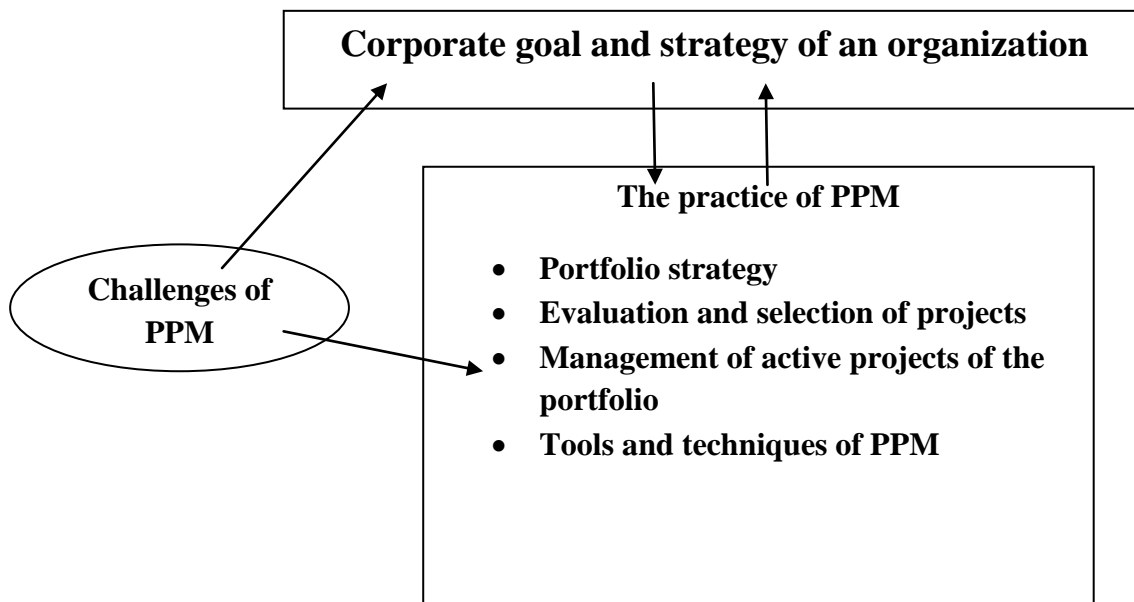 Corporate goal and strategy of an organization
The practice of PPM
Challenges of
PPM
• Portfolio strategy
• Evaluation and selection of projects
• Management of active projects of the
portfolio
• Tools and techniques of PPM